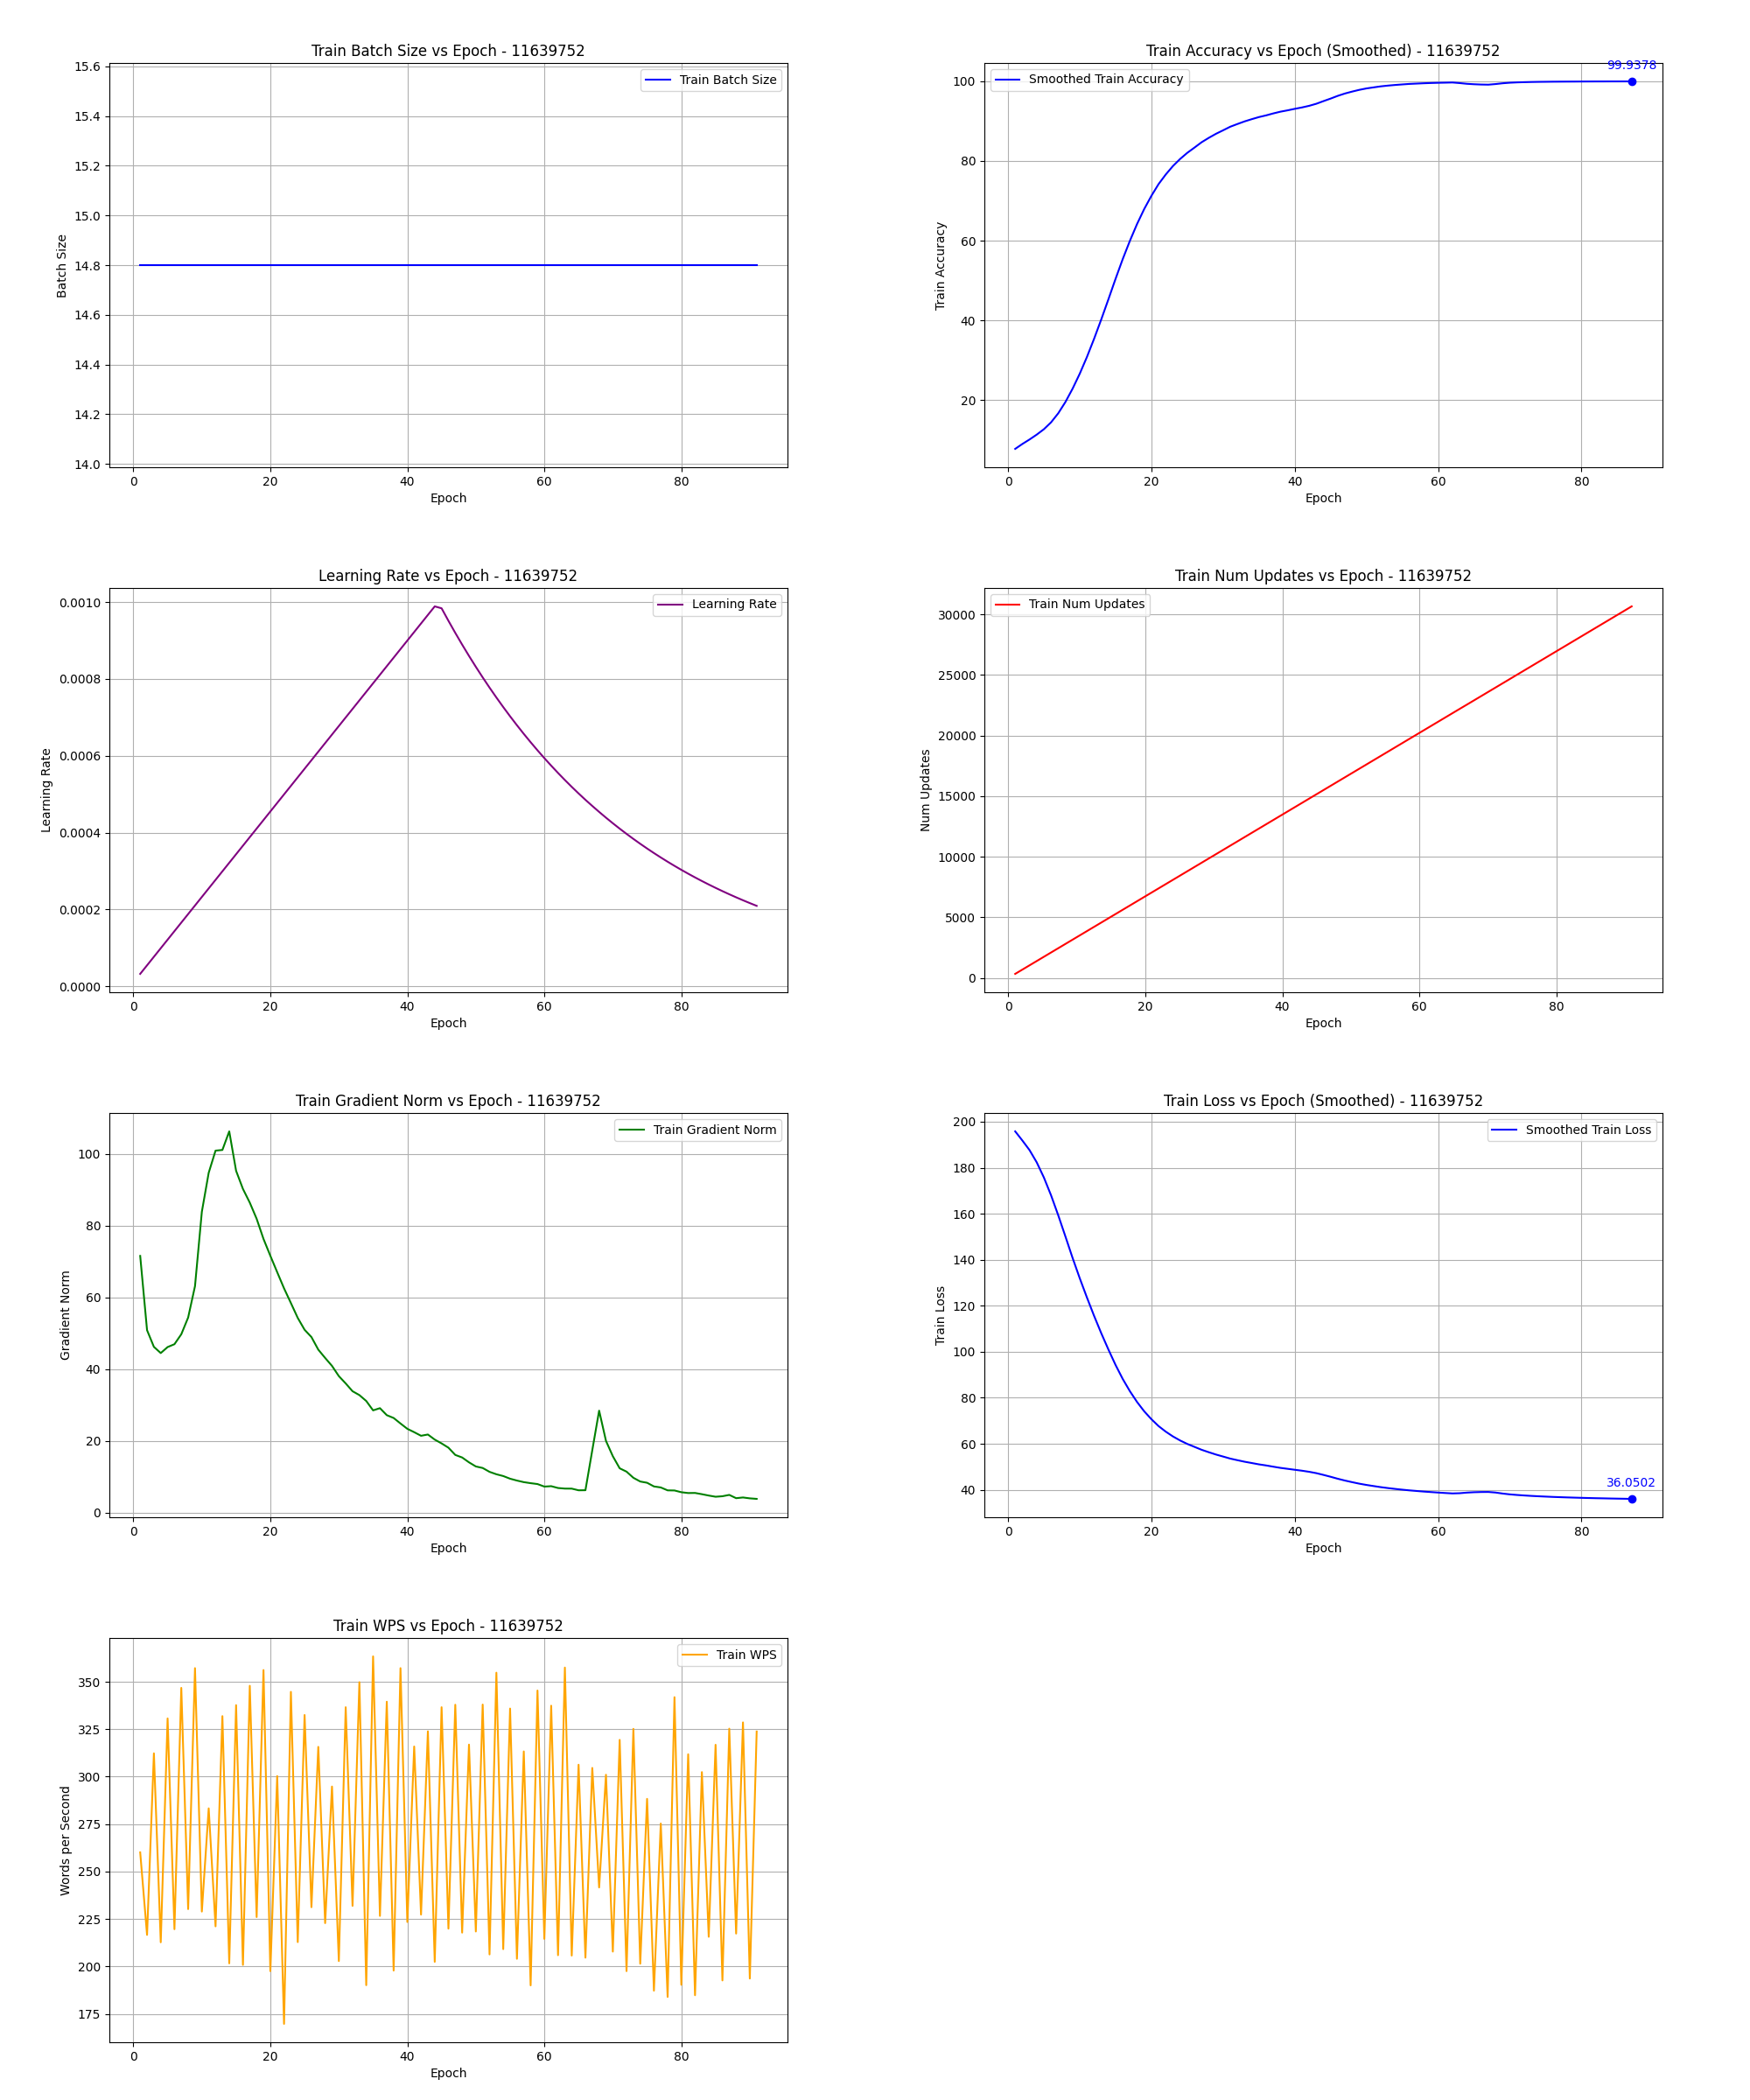 Train Batch Size vs Epoch - 11639752
Train Batch Size
15.6
15.4
15.2
15.0
14.8
14.6
14.4
14.2
14.0
Batch Size
0 20 40 60 80
Epoch
Train Accuracy vs Epoch (Smoothed) - 11639752
99.9378
Smoothed Train Accuracy
100
80
60
40
20
Train Accuracy
0 20 40 60 80
Epoch
Learning Rate vs Epoch - 11639752
Learning Rate
0.0010
0.0008
0.0006
0.0004
0.0002
0.0000
Learning Rate
0 20 40 60 80
Epoch
Train Num Updates vs Epoch - 11639752
Train Num Updates
30000
25000
20000
15000
10000
5000
0
Num Updates
0 20 40 60 80
Epoch
Train Gradient Norm vs Epoch - 11639752
Train Gradient Norm
100
80
60
40
20
0
Gradient Norm
0 20 40 60 80
Epoch
Train Loss vs Epoch (Smoothed) - 11639752
Smoothed Train Loss
200
180
160
140
120
100
80
60
40
36.0502
Train Loss
0 20 40 60 80
Epoch
Train WPS vs Epoch - 11639752
Train WPS
350
325
300
275
250
225
200
175
Words per Second
0 20 40 60 80
Epoch